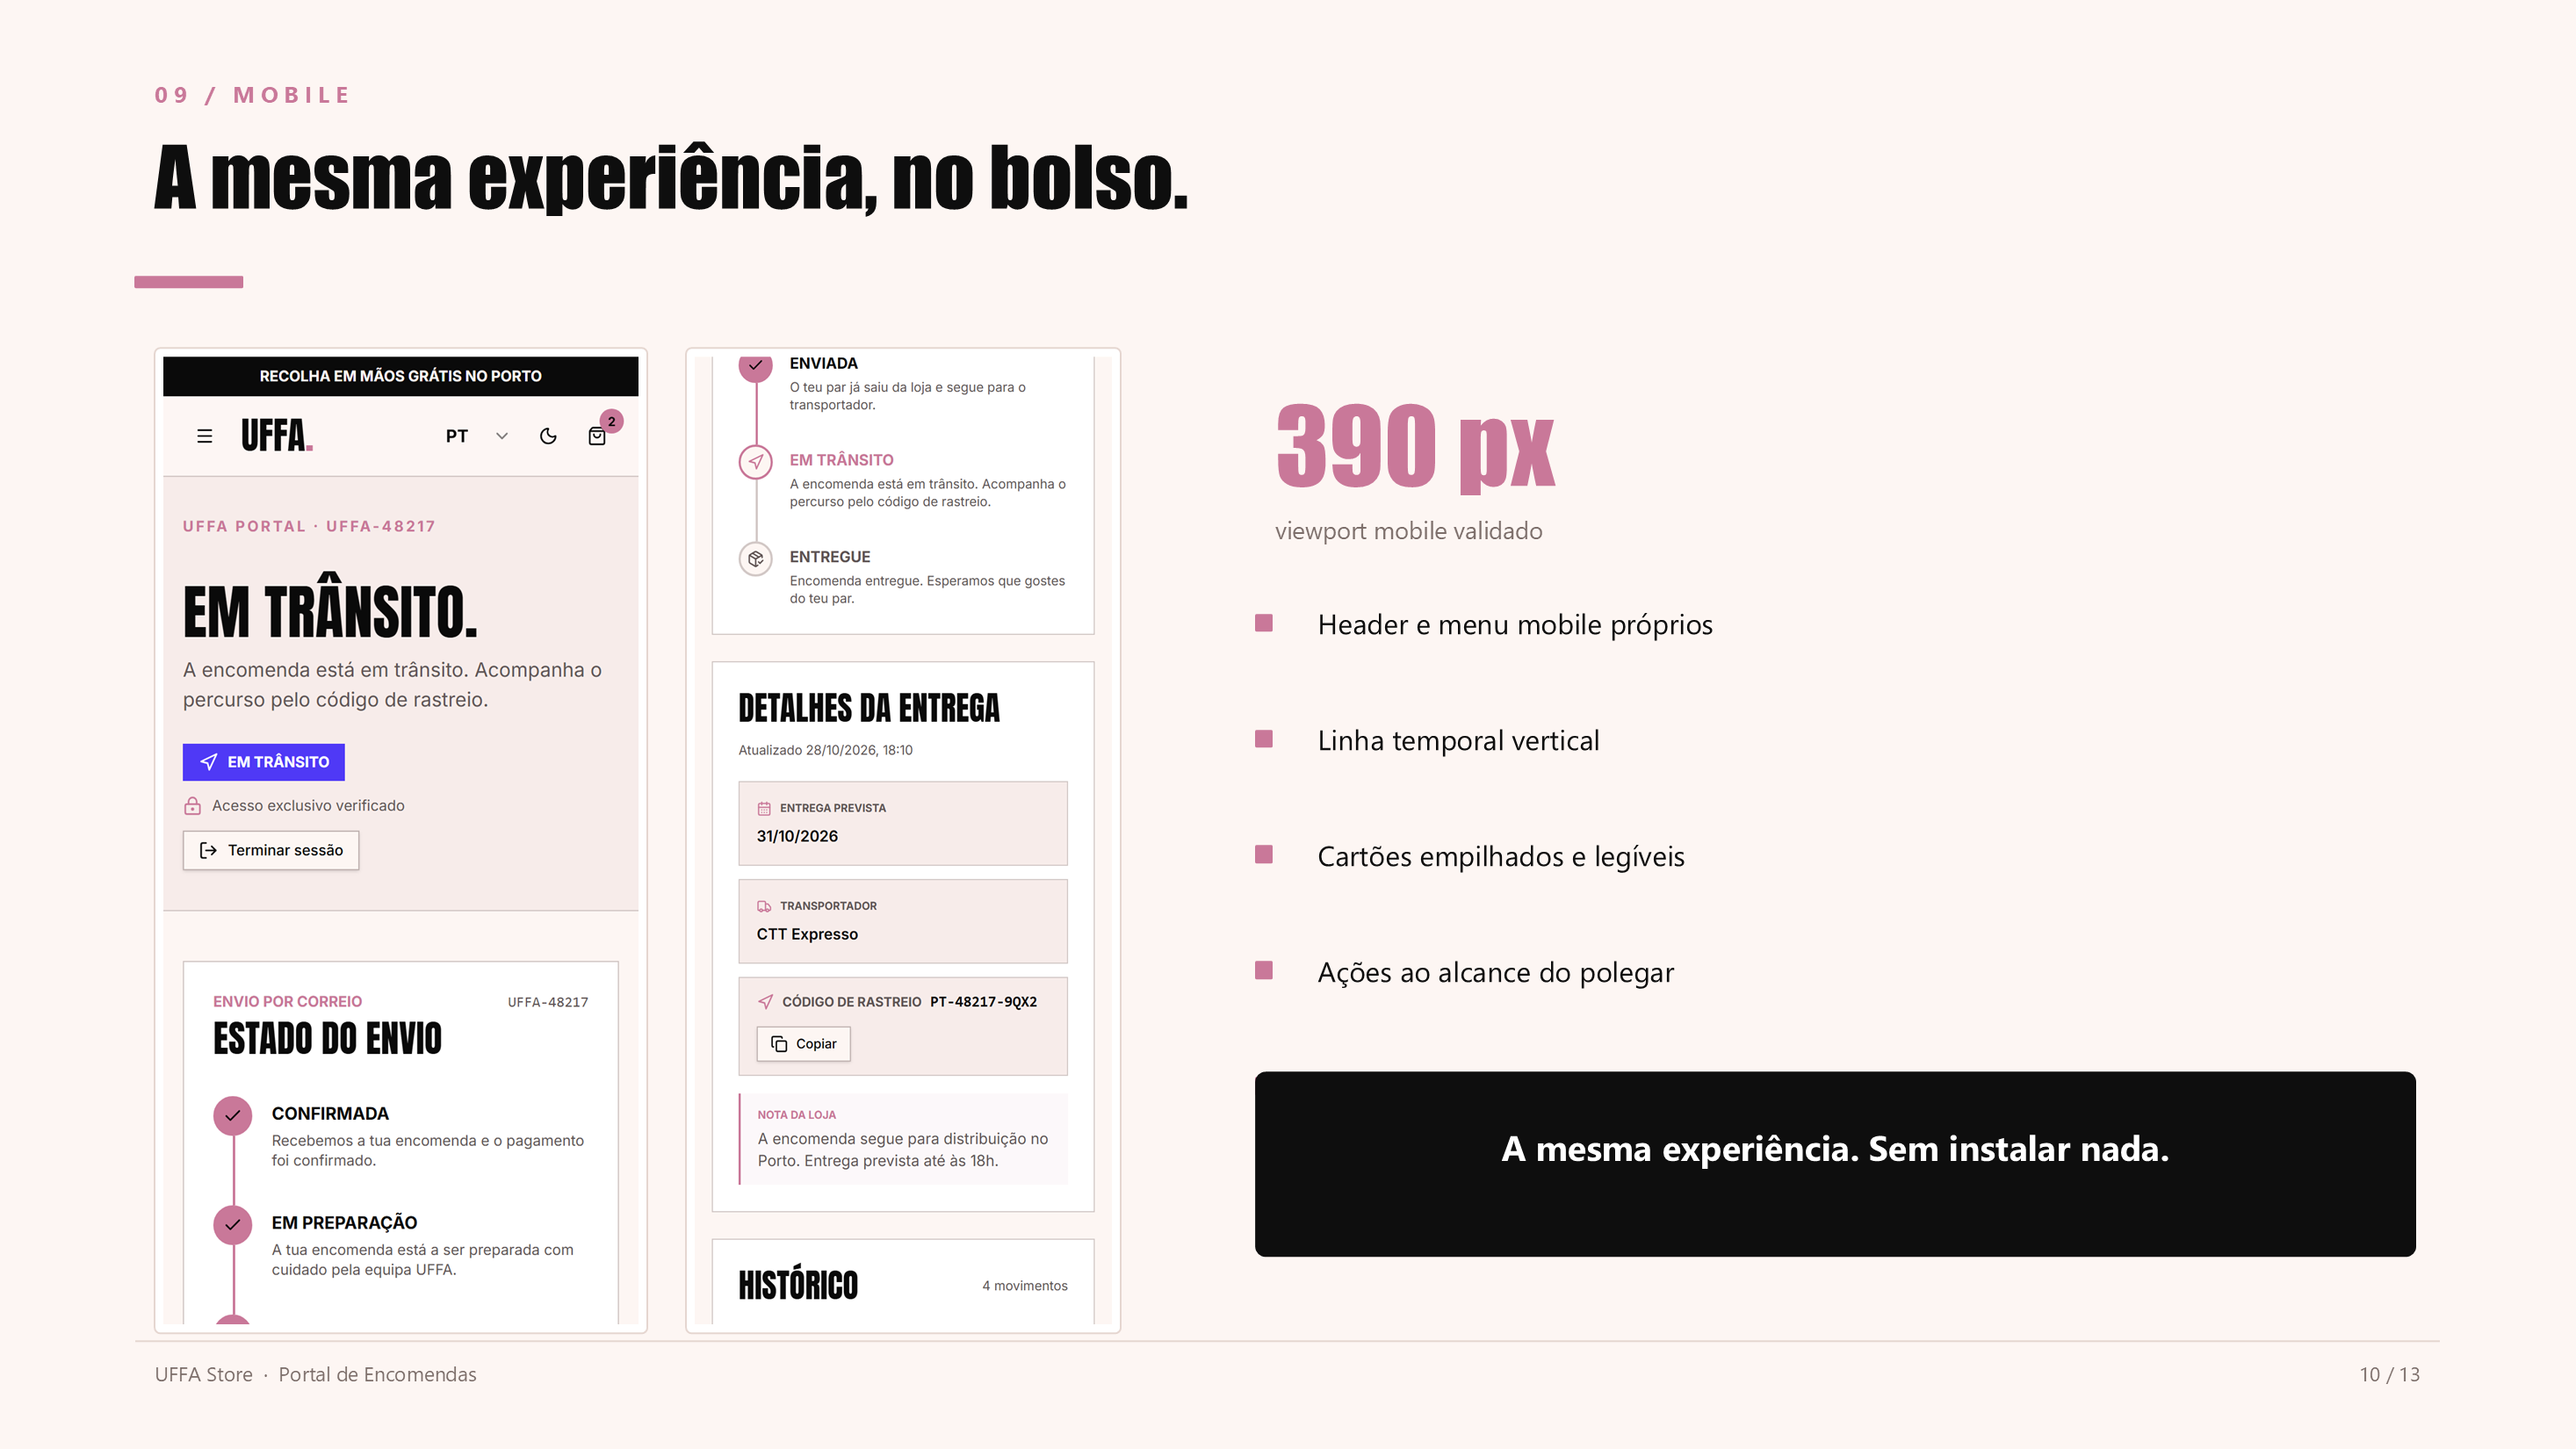 09 / MOBILE
A mesma experiência, no bolso.
RECOLHA EM MÃOS GRÁTIS NO PORTO
UFFA.
PT
2
UFFA PORTAL · UFFA-48217
EM TRÂNSITO.
A encomenda está em trânsito. Acompanha o
percurso pelo código de rastreio.
EM TRÂNSITO
Acesso exclusivo verificado
Terminar sessão
ENVIO POR CORREIO
UFFA-48217
ESTADO DO ENVIO
CONFIRMADA
Recebemos a tua encomenda e o pagamento
foi confirmado.
EM PREPARAÇÃO
A tua encomenda está a ser preparada com
cuidado pela equipa UFFA.
ENVIADA
O teu par já saiu da loja e segue para o
transportador.
EM TRÂNSITO
A encomenda está em trânsito. Acompanha o
percurso pelo código de rastreio.
ENTREGUE
Encomenda entregue. Esperamos que gostes
do teu par.
DETALHES DA ENTREGA
Atualizado 28/10/2026, 18:10
ENTREGA PREVISTA
31/10/2026
TRANSPORTADOR
CTT Expresso
CÓDIGO DE RASTREIO PT-48217-9QX2
Copiar
NOTA DA LOJA
A encomenda segue para distribuição no
Porto. Entrega prevista até às 18h.
HISTÓRICO
4 movimentos
390 px
viewport mobile validado
Header e menu mobile próprios
Linha temporal vertical
Cartões empilhados e legíveis
Ações ao alcance do polegar
A mesma experiência. Sem instalar nada.
UFFA Store · Portal de Encomendas
10 / 13